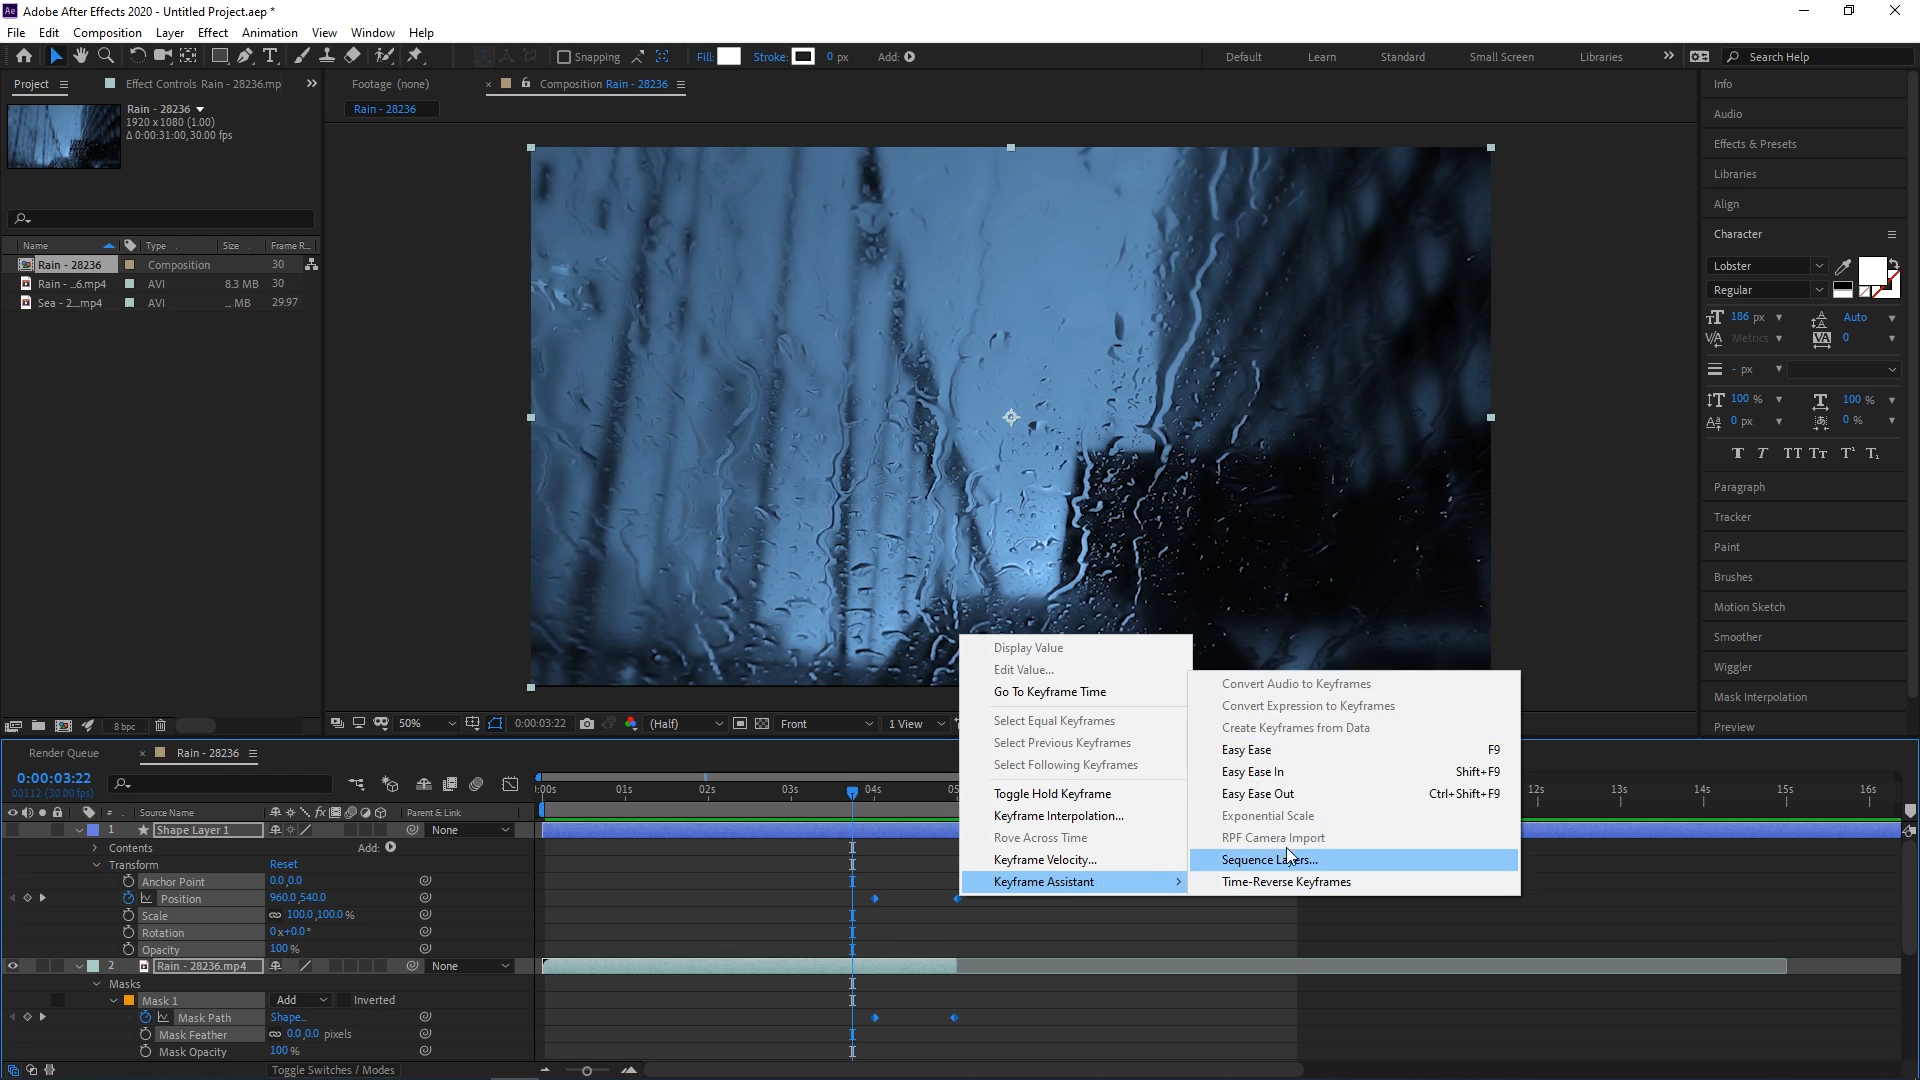 Ae Adobe After Effects 2020 - Untitled Project.aep *
File Edit Composition Layer Effect Animation View Window Help
Snapping Fill: Stroke: 0 px Add: Default Learn Standard Small Screen Libraries Search Help
Project Effect Controls Rain - 28236.mp
Footage (none) Composition Rain - 28236
Rain - 28236
Rain - 28236
1920 x 1080 (1.00)
Δ 0:00:31:00, 30.00 fps
Name Type Size Frame R...
Rain - 28236 Composition 30
Rain - ...6.mp4 AVI 8.3 MB 30
Sea - 2....mp4 AVI ... MB 29.97
Info
Audio
Effects & Presets
Libraries
Align
Character
Lobster
Regular
186 px Auto
Metrics 0
- px
100 % 100 %
0 px 0 %
T T TT Tт T¹ T₁
Paragraph
Tracker
Paint
Brushes
Motion Sketch
Smoother
Wiggler
Mask Interpolation
Preview
8 bpc
50% 0:00:03:22 (Half) Front 1 View
Display Value
Edit Value...
Go To Keyframe Time
Select Equal Keyframes
Select Previous Keyframes
Select Following Keyframes
Toggle Hold Keyframe
Keyframe Interpolation...
Rove Across Time
Keyframe Velocity...
Keyframe Assistant
Convert Audio to Keyframes
Convert Expression to Keyframes
Create Keyframes from Data
Easy Ease F9
Easy Ease In Shift+F9
Easy Ease Out Ctrl+Shift+F9
Exponential Scale
RPF Camera Import
Sequence Layers...
Time-Reverse Keyframes
Render Queue Rain - 28236
0:00:03:22
00112 (30.00 fps)
:00s 01s 02s 03s 04s 05 12s 13s 14s 15s 16s
# Source Name Parent & Link
1 Shape Layer 1 None
Contents Add:
Transform Reset
Anchor Point 0.0,0.0
Position 960.0,540.0
Scale 100.0,100.0 %
Rotation 0x+0.0°
Opacity 100 %
2 Rain - 28236.mp4 None
Masks
Mask 1 Add Inverted
Mask Path Shape...
Mask Feather 0.0,0.0 pixels
Mask Opacity 100 %
Toggle Switches / Modes